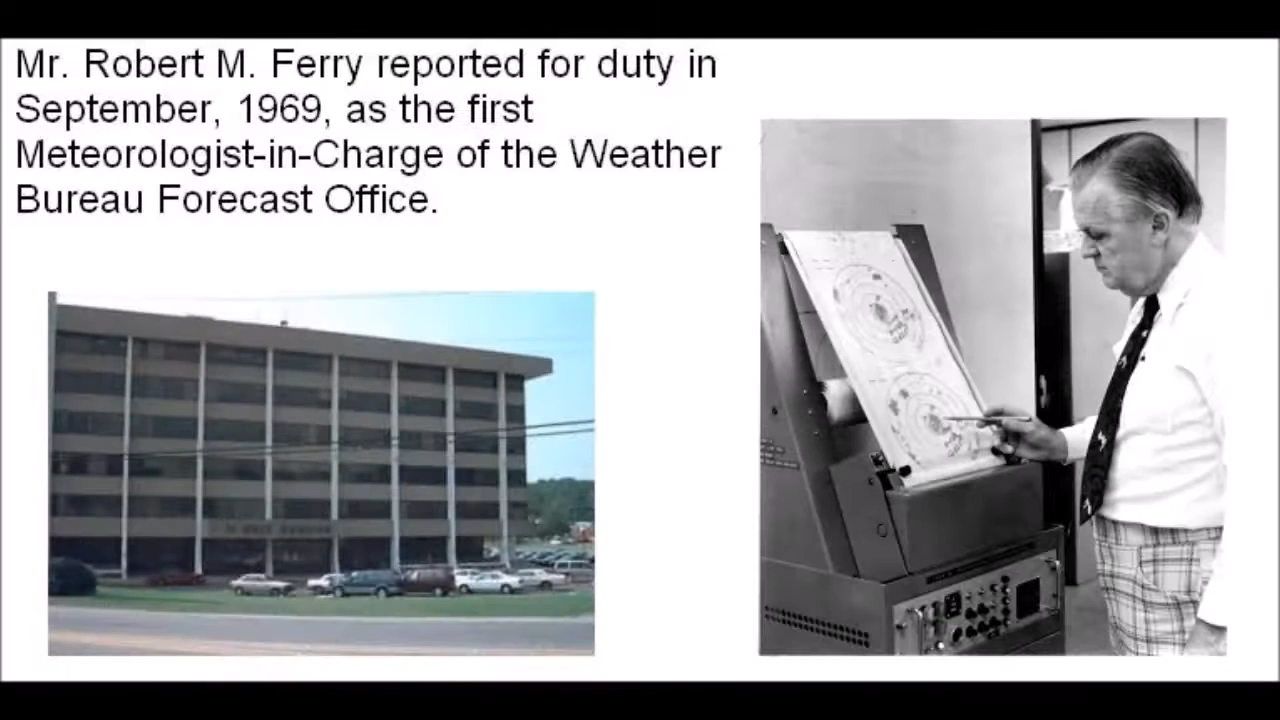 Mr. Robert M. Ferry reported for duty in
September, 1969, as the first
Meteorologist-in-Charge of the Weather
Bureau Forecast Office.